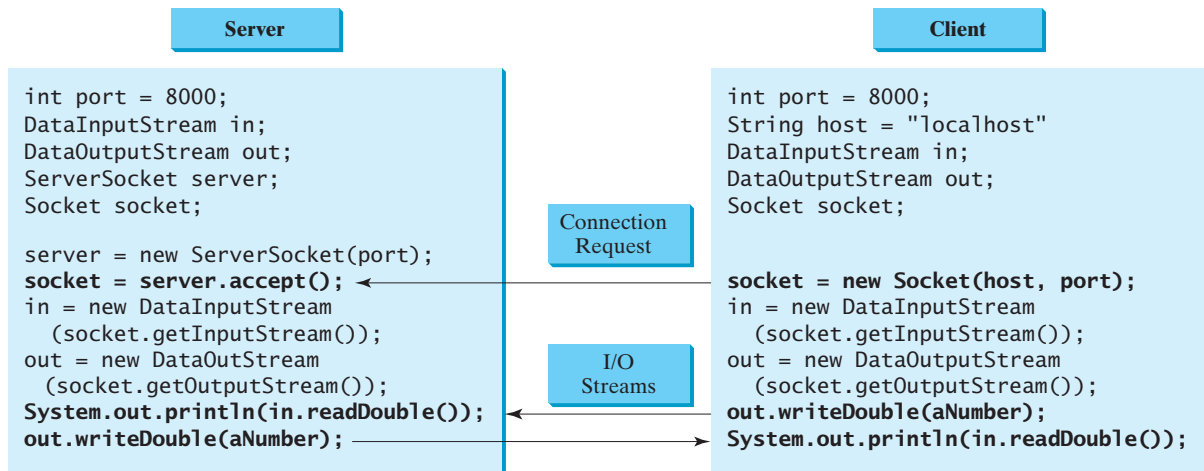 Server
int port = 8000;
DataInputStream in;
DataOutputStream out;
ServerSocket server;
Socket socket;
server = new ServerSocket(port);
socket = server.accept();
in = new DataInputStream
(socket.getInputStream());
out = new DataOutStream
(socket.getOutputStream());
System.out.println(in.readDouble());
out.writeDouble(aNumber);
Connection
Request
I/O
Streams
Client
int port = 8000;
String host = "localhost"
DataInputStream in;
DataOutputStream out;
Socket socket;
socket = new Socket(host, port);
in = new DataInputStream
(socket.getInputStream());
out = new DataOutputStream
(socket.getOutputStream());
out.writeDouble(aNumber);
System.out.println(in.readDouble());